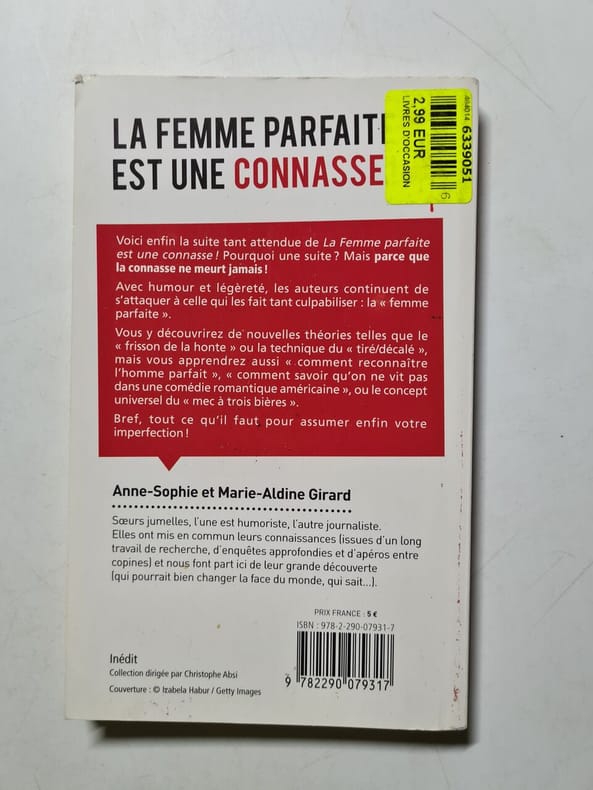 LA FEMME PARFAITE
EST UNE CONNASSE
484014 6339051
6
2,99 EUR
LIVRES D'OCCASION
Voici enfin la suite tant attendue de La Femme parfaite
est une connasse ! Pourquoi une suite ? Mais parce que
la connasse ne meurt jamais !
Avec humour et légèreté, les auteurs continuent de
s'attaquer à celle qui les fait tant culpabiliser : la « femme
parfaite ».
Vous y découvrirez de nouvelles théories telles que le
« frisson de la honte » ou la technique du « tiré/décalé »,
mais vous apprendrez aussi « comment reconnaître
l'homme parfait », « comment savoir qu'on ne vit pas
dans une comédie romantique américaine », ou le concept
universel du « mec à trois bières ».
Bref, tout ce qu'il faut pour assumer enfin votre
imperfection !
Anne-Sophie et Marie-Aldine Girard
Sœurs jumelles, l'une est humoriste, l'autre journaliste.
Elles ont mis en commun leurs connaissances (issues d'un long
travail de recherche, d'enquêtes approfondies et d'apéros entre
copines) et nous font part ici de leur grande découverte
(qui pourrait bien changer la face du monde, qui sait...).
PRIX FRANCE : 5 €
ISBN : 978-2-290-07931-7
9 782290 079317
Inédit
Collection dirigée par Christophe Absi
Couverture : © Izabela Habur / Getty Images